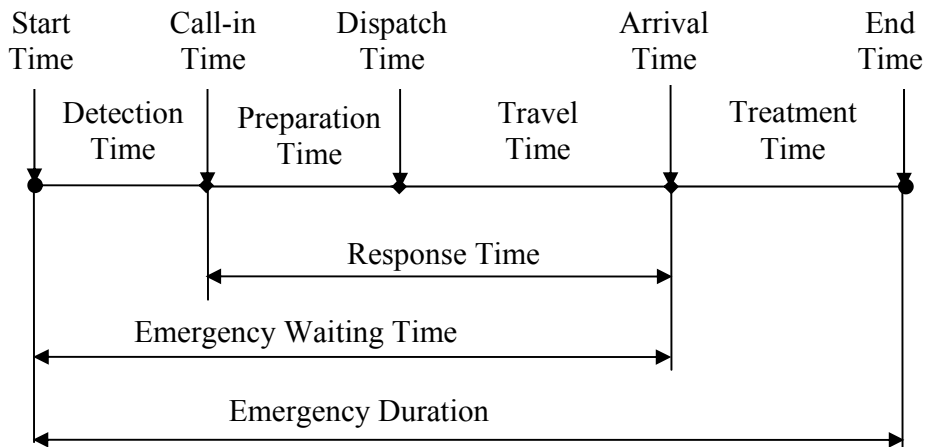 Start
Time
Call-in
Time
Dispatch
Time
Arrival
Time
End
Time
Detection
Time
Preparation
Time
Travel
Time
Treatment
Time
Response Time
Emergency Waiting Time
Emergency Duration